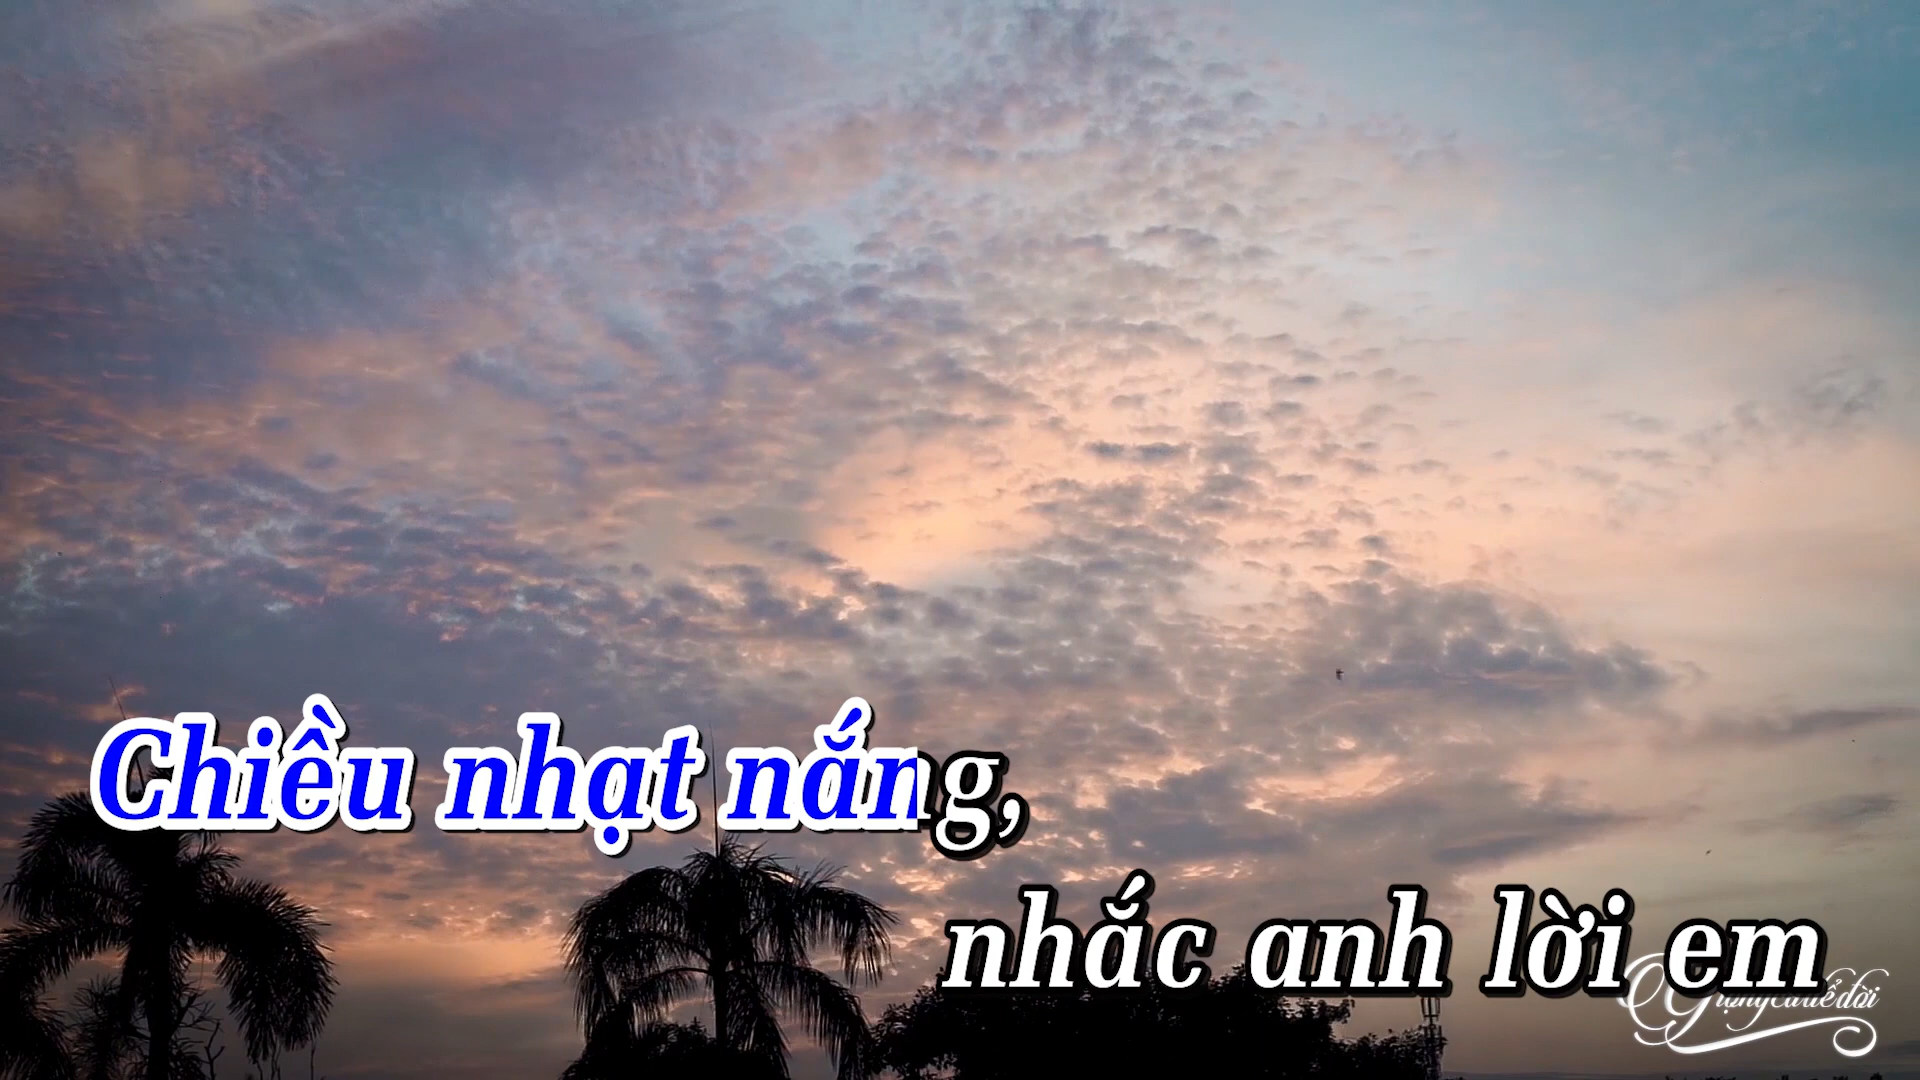 Chiều nhạt nắng,
nhắc anh lời em